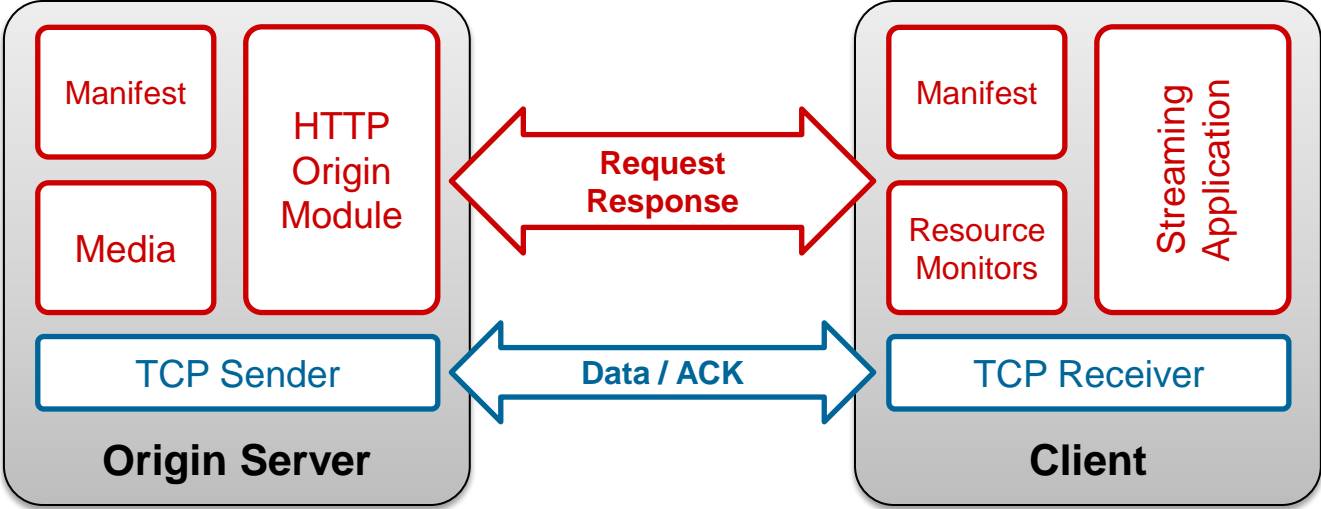 Manifest
Media
HTTP
Origin
Module
TCP Sender
Origin Server
Request
Response
Data / ACK
Manifest
Resource
Monitors
Streaming
Application
TCP Receiver
Client